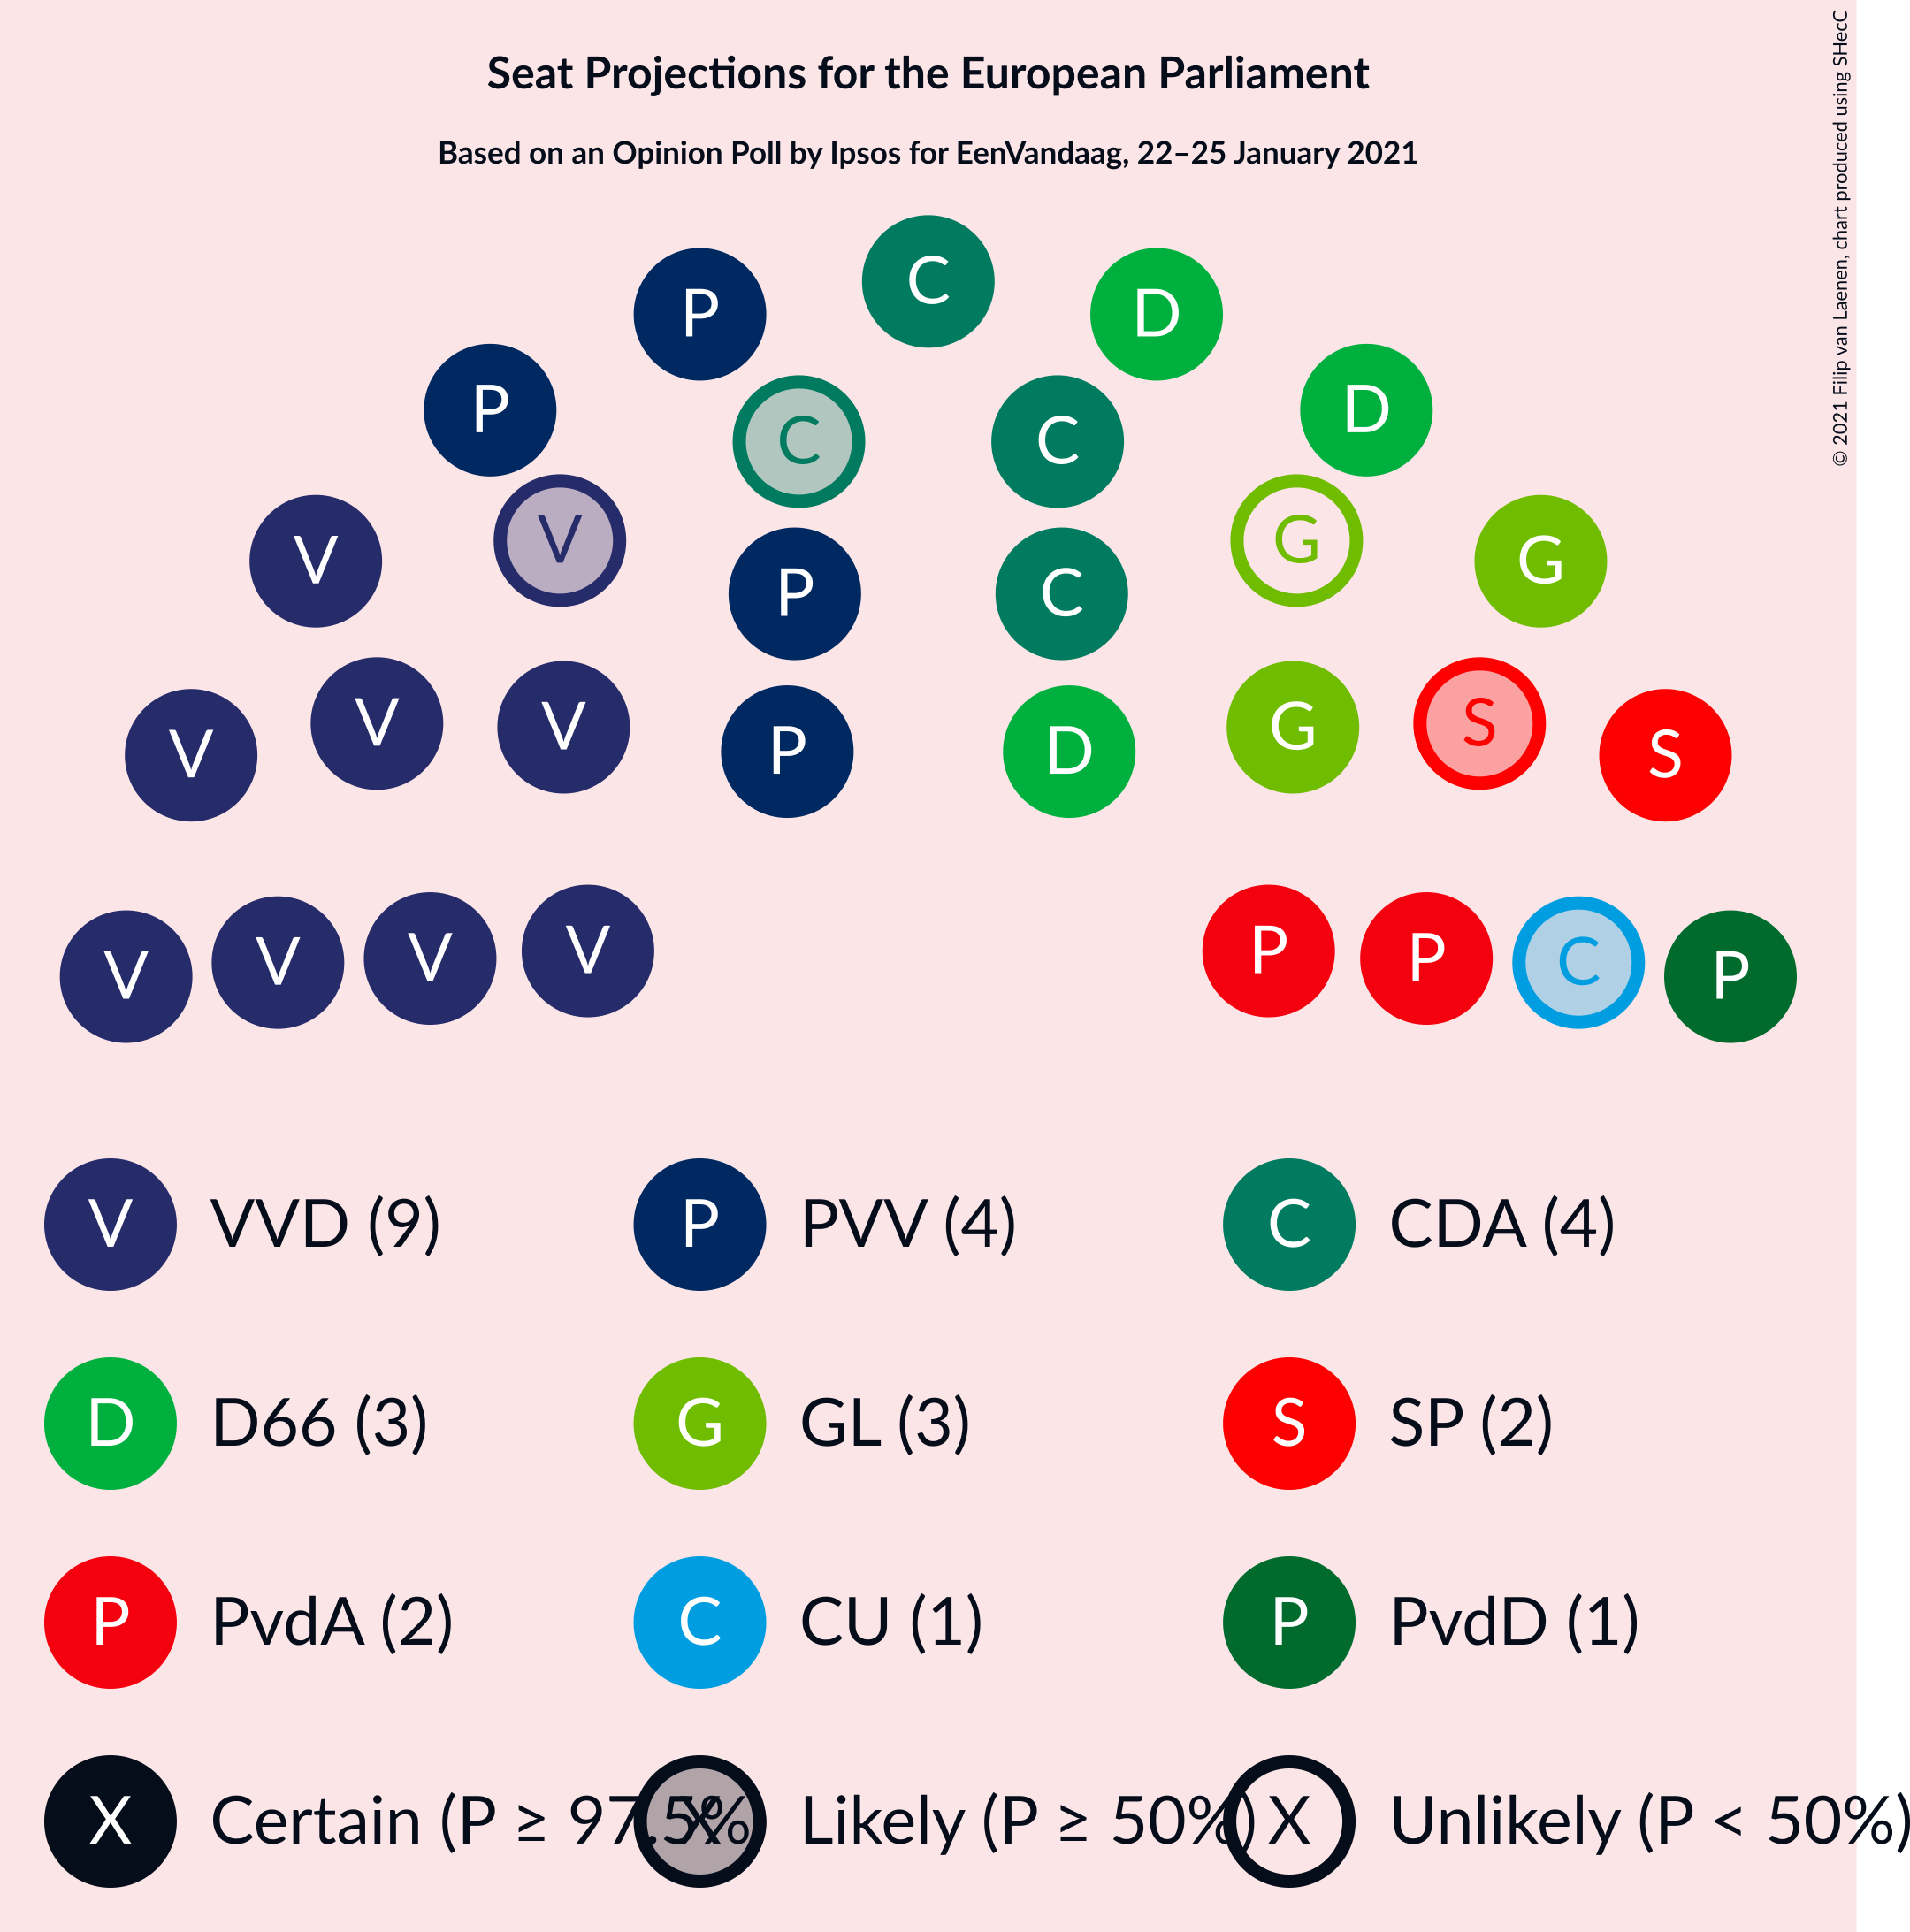 Seat Projections for the European Parliament
Based on an Opinion Poll by Ipsos for EenVandaag, 22–25 January 2021
© 2021 Filip van Laenen, chart produced using SHecC
C
P D
P D
C C
V G
V G
P C
V S
V G
P D
V S
V V V V P P C P
V VVD (9) P PVV (4) C CDA (4)
D D66 (3) G GL (3) S SP (2)
P PvdA (2) C CU (1) P PvdD (1)
X Certain (P ≥ 97.5% X Likely (P ≥ 50%) X Unlikely (P < 50%)